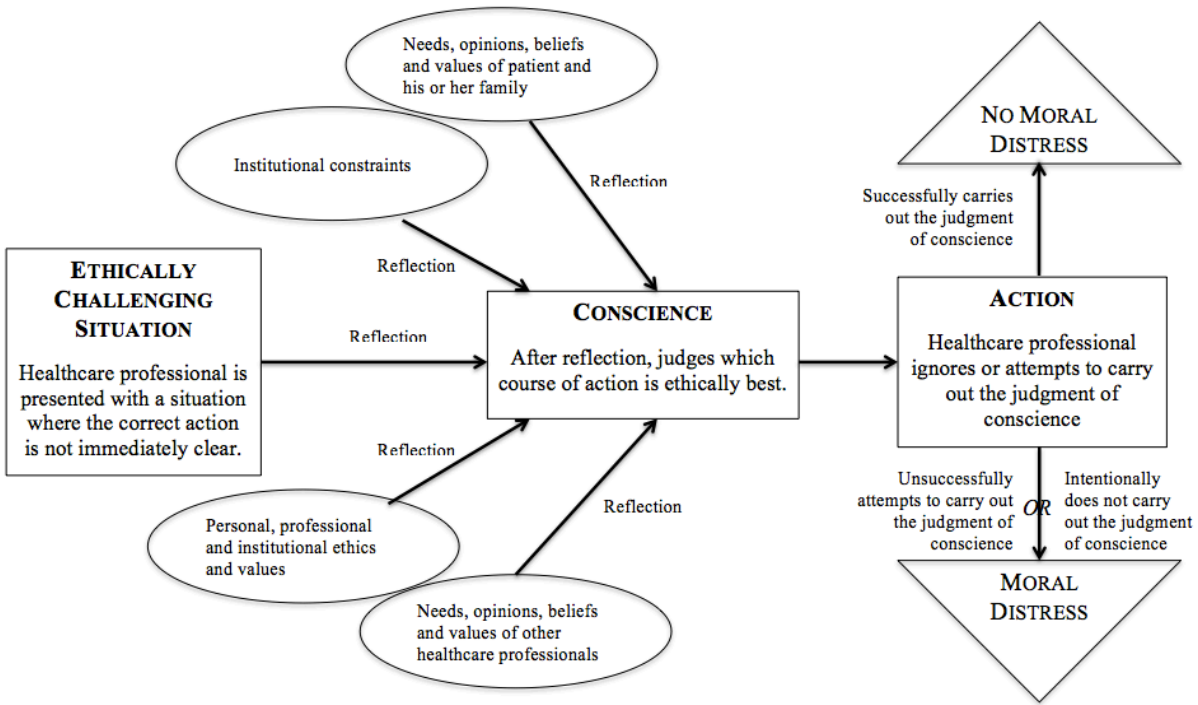 Needs, opinions, beliefs
and values of patient and
his or her family
Institutional constraints
Reflection
Reflection
ETHICALLY
CHALLENGING
SITUATION
Healthcare professional is
presented with a situation
where the correct action
is not immediately clear.
Reflection
CONSCIENCE
After reflection, judges which
course of action is ethically best.
Reflection
Reflection
Personal, professional
and institutional ethics
and values
Needs, opinions, beliefs
and values of other
healthcare professionals
NO MORAL
DISTRESS
Successfully carries
out the judgment
of conscience
ACTION
Healthcare professional
ignores or attempts to carry
out the judgment of
conscience
Unsuccessfully
attempts to carry out
the judgment of
conscience
OR
Intentionally
does not carry
out the judgment
of conscience
MORAL
DISTRESS